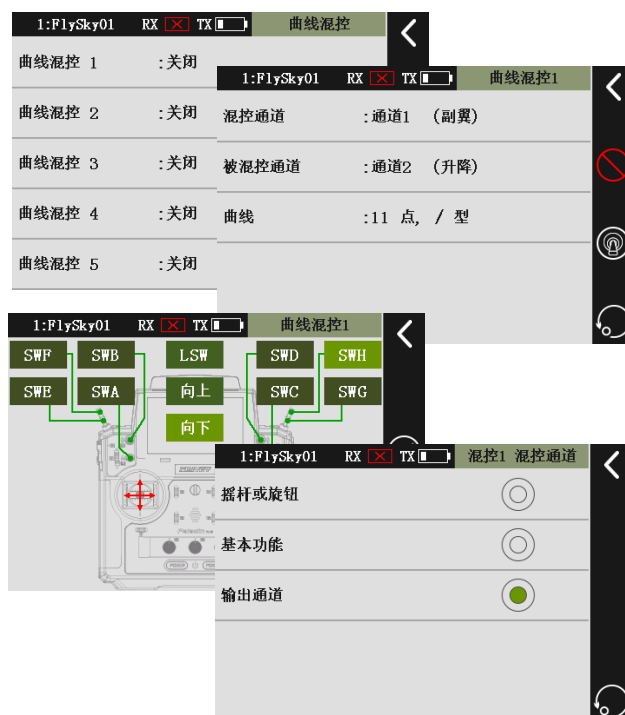 1:FlySky01 RX TX 曲线混控
曲线混控 1 :关闭
曲线混控 2 :关闭
曲线混控 3 :关闭
曲线混控 4 :关闭
曲线混控 5 :关闭
1:FlySky01 RX TX 曲线混控1
混控通道 :通道1 (副翼)
被混控通道 :通道2 (升降)
曲线 :11 点, / 型
1:FlySky01 RX TX 曲线混控1
SWF SWB LSW SWD SWH
SWE SWA 向上 SWC SWG
向下
1:FlySky01 RX TX 混控1 混控通道
摇杆或旋钮
基本功能
输出通道